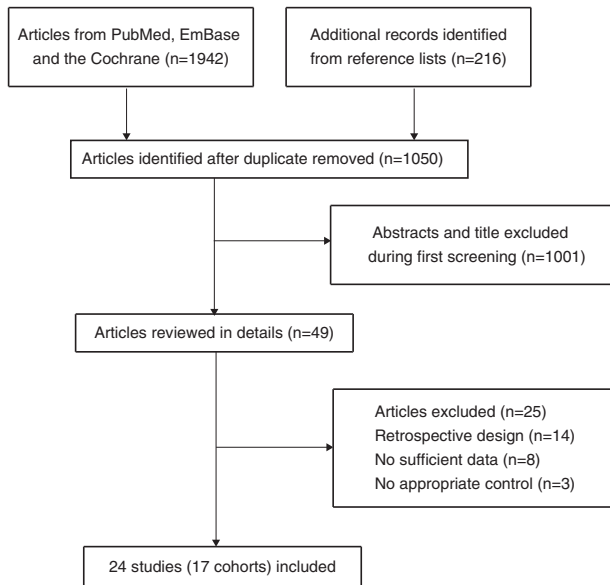 Articles from PubMed, EmBase
and the Cochrane (n=1942)
Additional records identified
from reference lists (n=216)
Articles identified after duplicate removed (n=1050)
Abstracts and title excluded
during first screening (n=1001)
Articles reviewed in details (n=49)
Articles excluded (n=25)
Retrospective design (n=14)
No sufficient data (n=8)
No appropriate control (n=3)
24 studies (17 cohorts) included